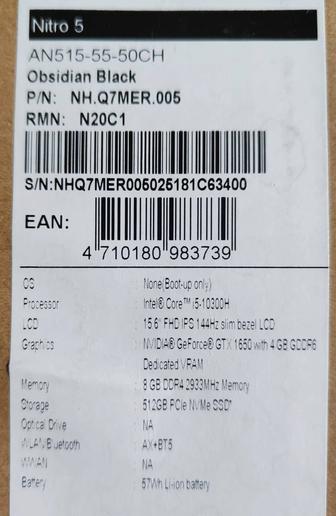 Nitro 5
AN515-55-50CH
Obsidian Black
P/N: NH.Q7MER.005
RMN: N20C1
S/N:NHQ7MER005025181C63400
EAN:
4 710180 983739
OS None(Boot-up only)
Processor Intel® Core™ i5-10300H
LCD 15.6" FHD IPS 144Hz slim bezel LCD
Graphics NVIDIA® GeForce® GTX 1650 with 4 GB GDDR6
Dedicated VRAM
Memory 8 GB DDR4 2933MHz Memory
Storage 512GB PCIe NVMe SSD*
Optical Drive NA
WLAN/Bluetooth AX+BT5
WWAN NA
Battery 57Wh Li-ion battery